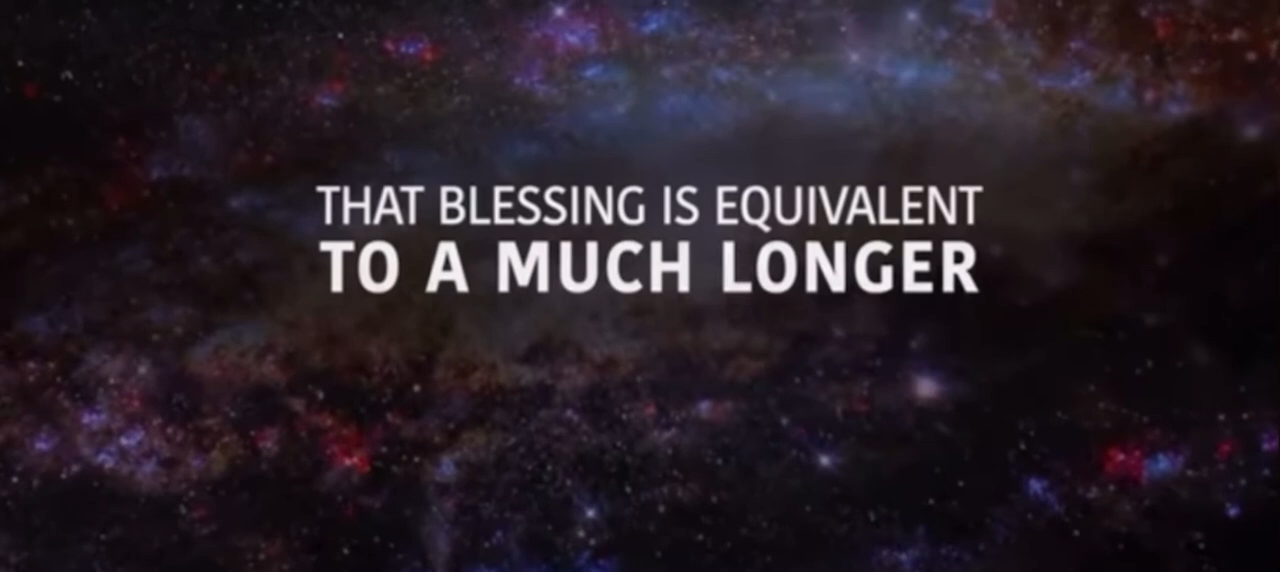 THAT BLESSING IS EQUIVALENT
TO A MUCH LONGER